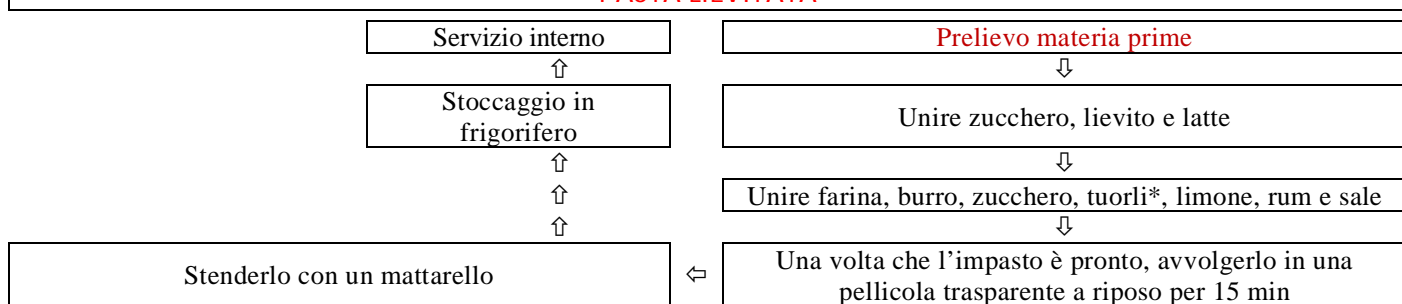 PASTA LIEVITATA
Servizio interno
Prelievo materia prime
⇧
⇩
Stoccaggio in
frigorifero
Unire zucchero, lievito e latte
⇧
⇩
⇧
Unire farina, burro, zucchero, tuorli*, limone, rum e sale
⇧
⇩
Stenderlo con un mattarello
⇦
Una volta che l’impasto è pronto, avvolgerlo in una
pellicola trasparente a riposo per 15 min